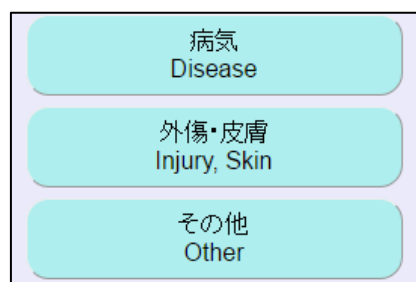 病気
Disease
外傷・皮膚
Injury, Skin
その他
Other